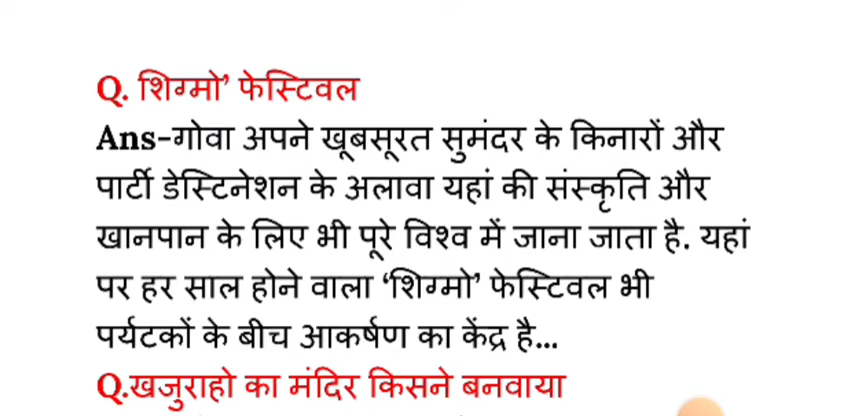 Q. शिग्मो’ फेस्टिवल
Ans-गोवा अपने खूबसूरत सुमंदर के किनारों और
पार्टी डेस्टिनेशन के अलावा यहां की संस्कृति और
खानपान के लिए भी पूरे विश्व में जाना जाता है. यहां
पर हर साल होने वाला ‘शिग्मो’ फेस्टिवल भी
पर्यटकों के बीच आकर्षण का केंद्र है...
Q.खजुराहो का मंदिर किसने बनवाया